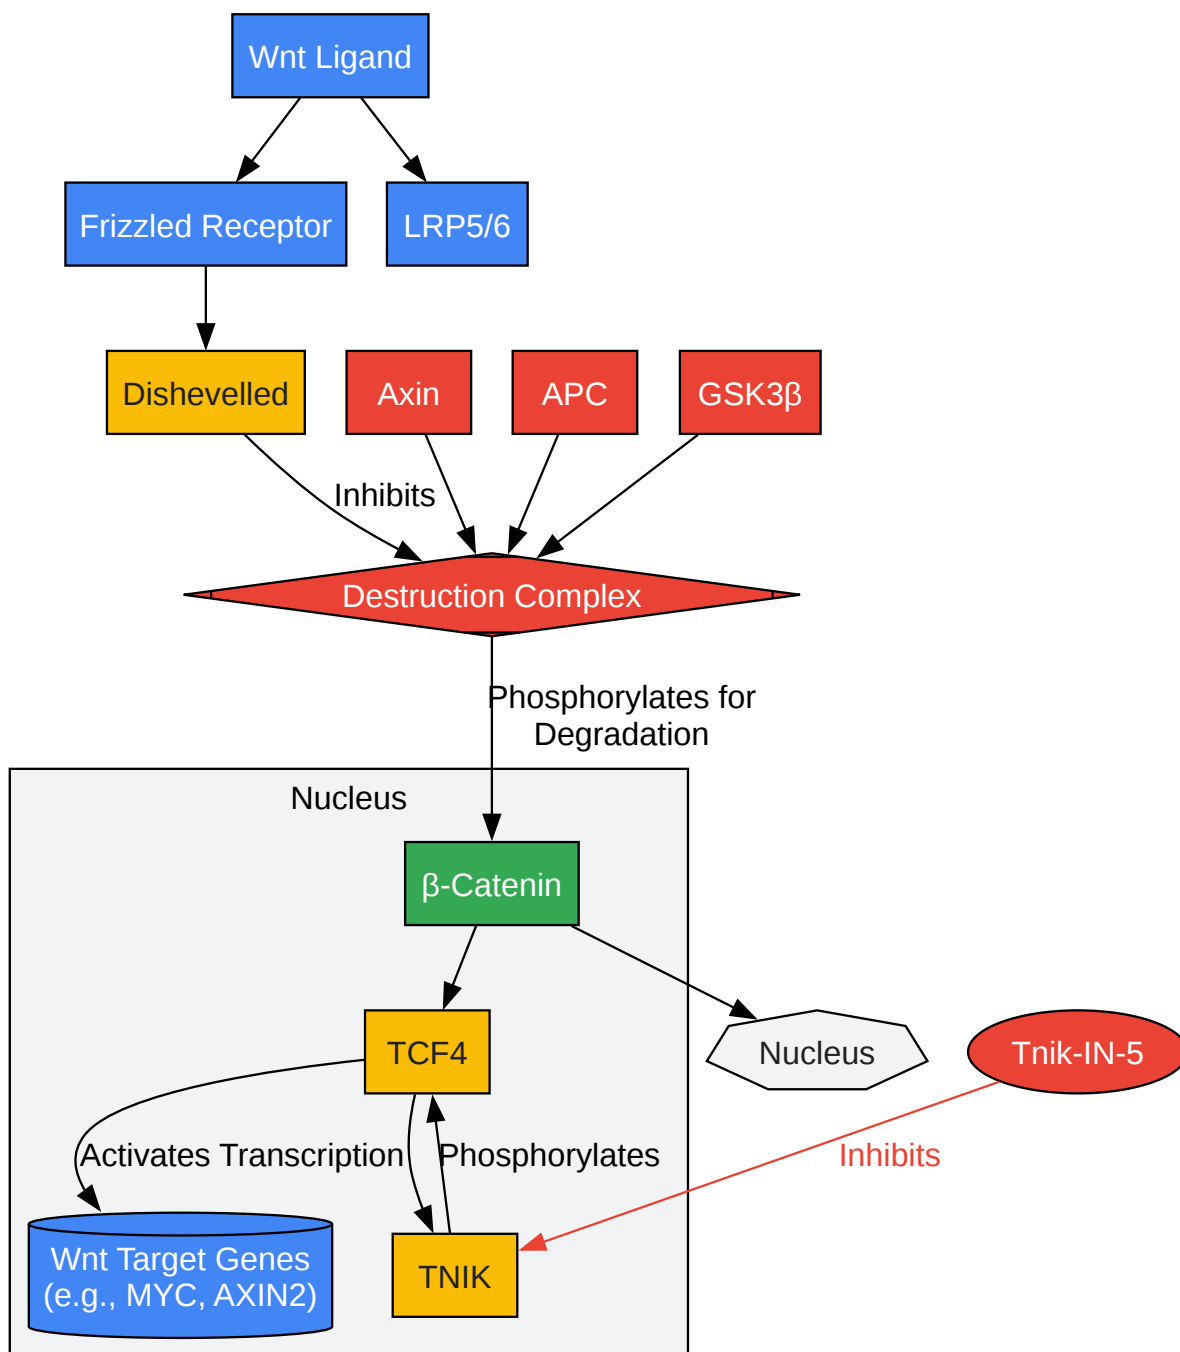 Wnt Ligand
Frizzled Receptor
LRP5/6
Dishevelled
Axin
APC
GSK3β
Inhibits
Destruction Complex
Phosphorylates for
Degradation
Nucleus
β-Catenin
TCF4
Nucleus
Tnik-IN-5
Activates Transcription
Phosphorylates
Inhibits
Wnt Target Genes
(e.g., MYC, AXIN2)
TNIK